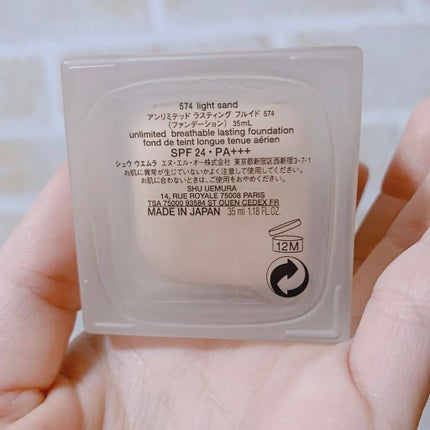 574 light sand
アンリミテッド ラスティング フルイド 574
（ファンデーション） 35mL
unlimited breathable lasting foundation
fond de teint longue tenue aérien
SPF 24・PA+++
シュウ ウエムラ エヌ・エル・オー株式会社 東京都新宿区西新宿3-7-1
お肌に異常が生じていないかよく注意して使用してください。
お肌に合わないときは、ご使用をおやめください。
SHU UEMURA
14, RUE ROYALE 75008 PARIS
TSA 75000 93584 ST OUEN CEDEX FR
MADE IN JAPAN 35 ml 1.18 FL.OZ.
12M